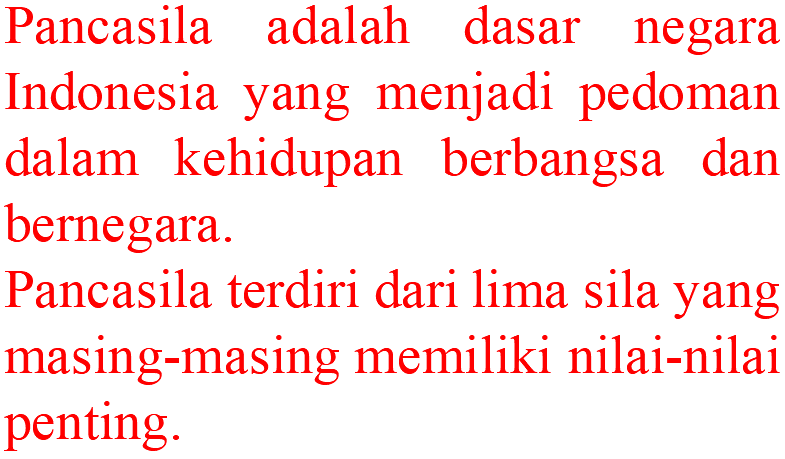 Pancasila adalah dasar negara
Indonesia yang menjadi pedoman
dalam kehidupan berbangsa dan
bernegara.
Pancasila terdiri dari lima sila yang
masing-masing memiliki nilai-nilai
penting.